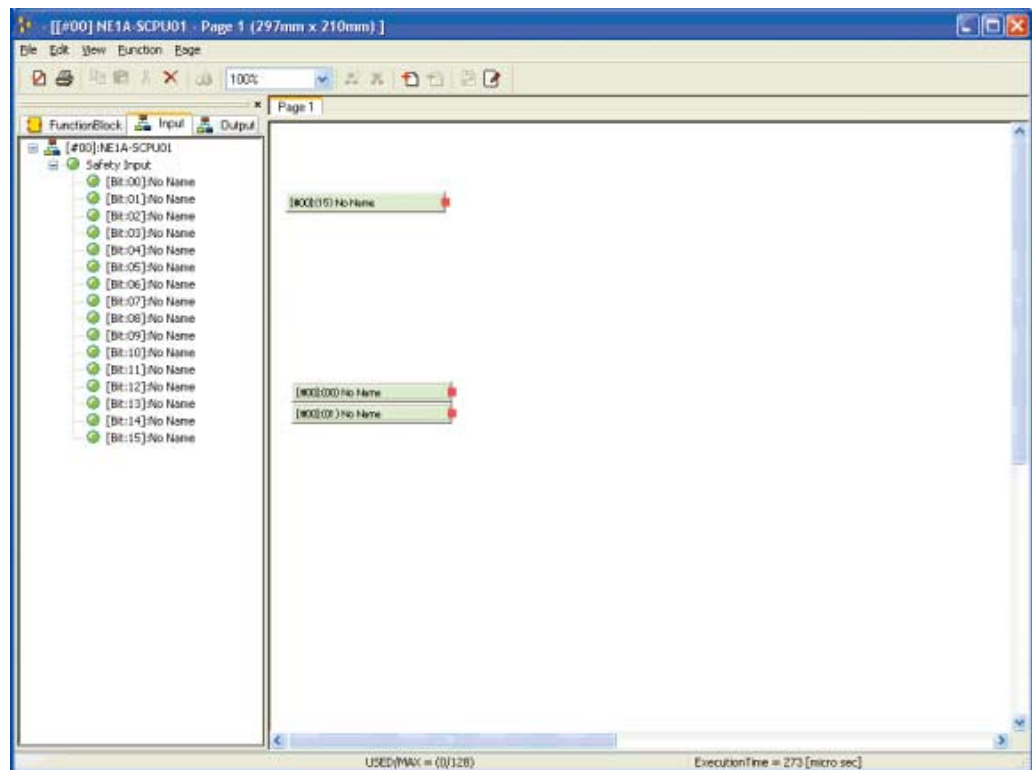 [[#00] NE1A-SCPU01 - Page 1 (297mm x 210mm) ]
File Edit View Function Page
100%
Page 1
FunctionBlock Input Output
[#00]:NE1A-SCPU01
Safety Input
[Bit:00]:No Name
[Bit:01]:No Name
[Bit:02]:No Name
[Bit:03]:No Name
[Bit:04]:No Name
[Bit:05]:No Name
[Bit:06]:No Name
[Bit:07]:No Name
[Bit:08]:No Name
[Bit:09]:No Name
[Bit:10]:No Name
[Bit:11]:No Name
[Bit:12]:No Name
[Bit:13]:No Name
[Bit:14]:No Name
[Bit:15]:No Name
[#00]:(15) No Name
[#00]:(00) No Name
[#00]:(01) No Name
USED/MAX = (0/128)
ExecutionTime = 273 [micro sec]